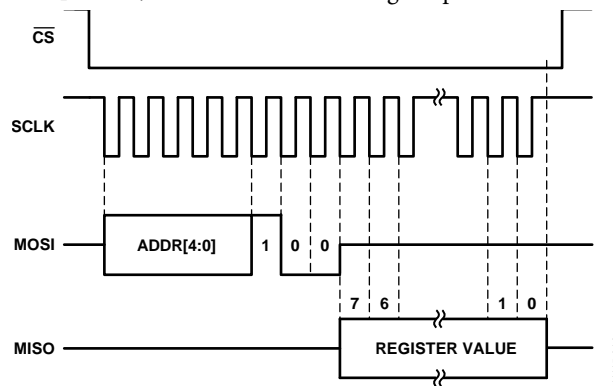 CS
SCLK
MOSI ADDR[4:0] 1 0 0
7 6 1 0
MISO REGISTER VALUE